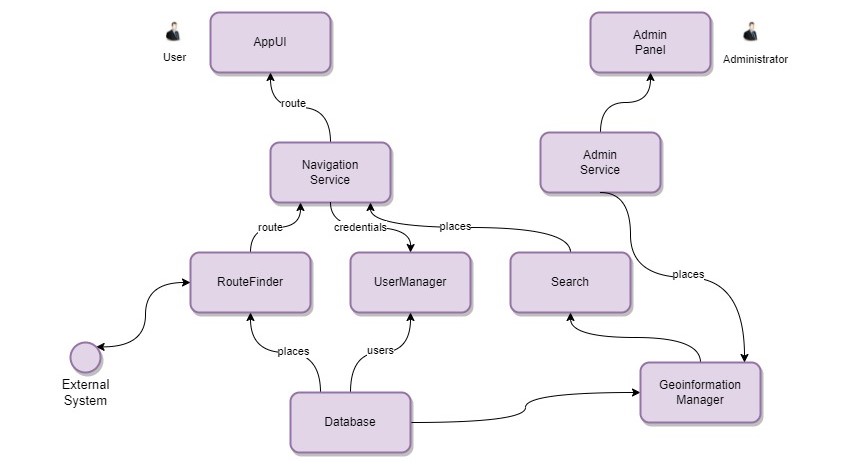 AppUI
Admin
Panel
User
Administrator
route
Navigation
Service
Admin
Service
route
credentials
places
RouteFinder
UserManager
Search
places
places
users
External
System
Geoinformation
Manager
Database